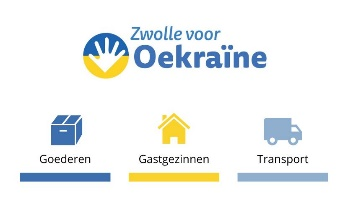 Zwolle voor
Oekraïne
Goederen
Gastgezinnen
Transport